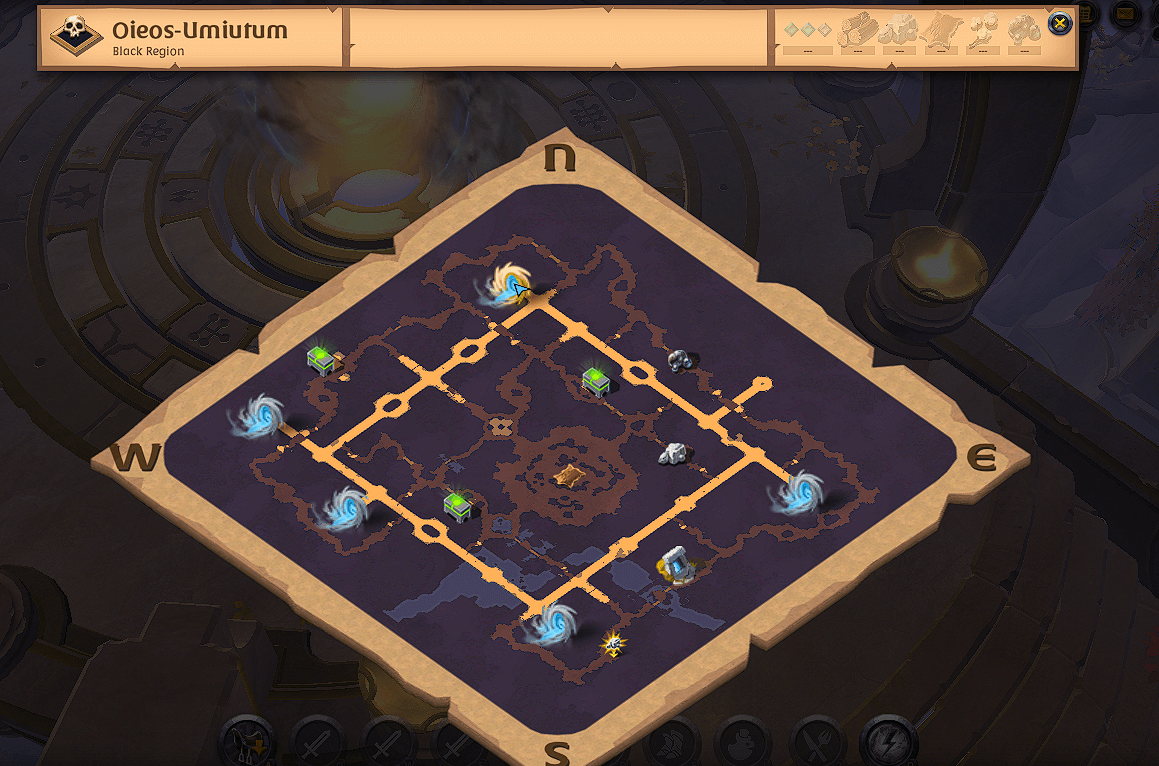 Oieos-Umiutum
Black Region
--- --- --- --- --- ---
N
W E
S